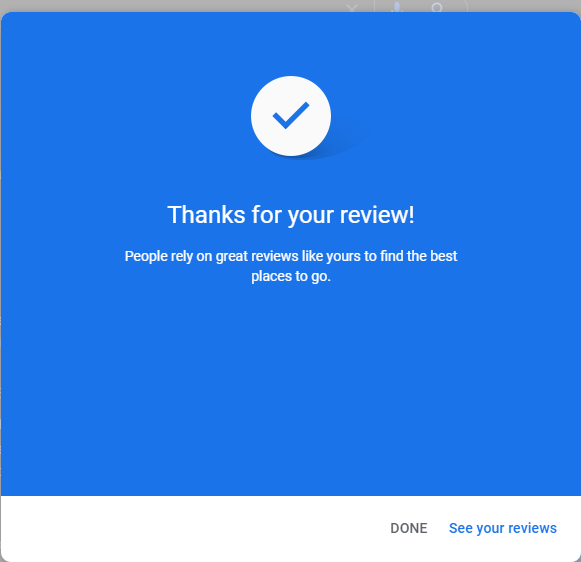 Thanks for your review!
People rely on great reviews like yours to find the best
places to go.
DONE See your reviews